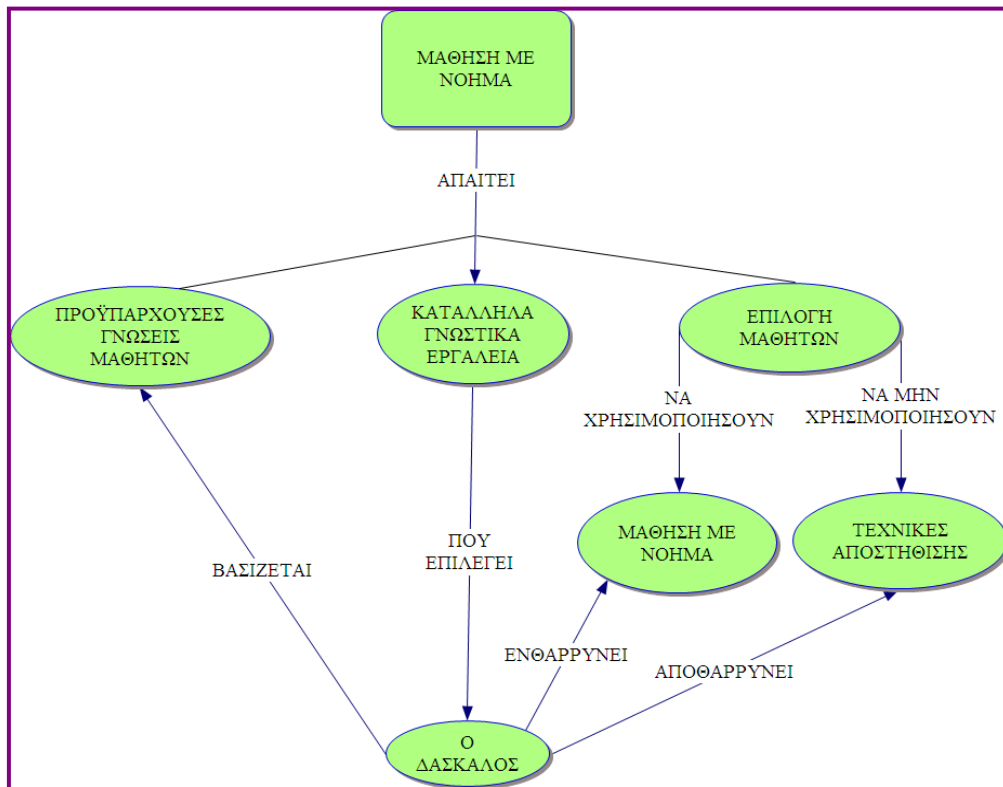 ΜΑΘΗΣΗ ΜΕ
ΝΟΗΜΑ
ΑΠΑΙΤΕΙ
ΠΡΟΫΠΑΡΧΟΥΣΕΣ
ΓΝΩΣΕΙΣ
ΜΑΘΗΤΩΝ
ΚΑΤΑΛΛΗΛΑ
ΓΝΩΣΤΙΚΑ
ΕΡΓΑΛΕΙΑ
ΕΠΙΛΟΓΗ
ΜΑΘΗΤΩΝ
ΝΑ
ΧΡΗΣΙΜΟΠΟΙΗΣΟΥΝ
ΝΑ ΜΗΝ
ΧΡΗΣΙΜΟΠΟΙΗΣΟΥΝ
ΜΑΘΗΣΗ ΜΕ
ΝΟΗΜΑ
ΤΕΧΝΙΚΕΣ
ΑΠΟΣΤΗΘΙΣΗΣ
ΒΑΣΙΖΕΤΑΙ
ΠΟΥ
ΕΠΙΛΕΓΕΙ
ΕΝΘΑΡΡΥΝΕΙ
ΑΠΟΘΑΡΡΥΝΕΙ
Ο
ΔΑΣΚΑΛΟΣ